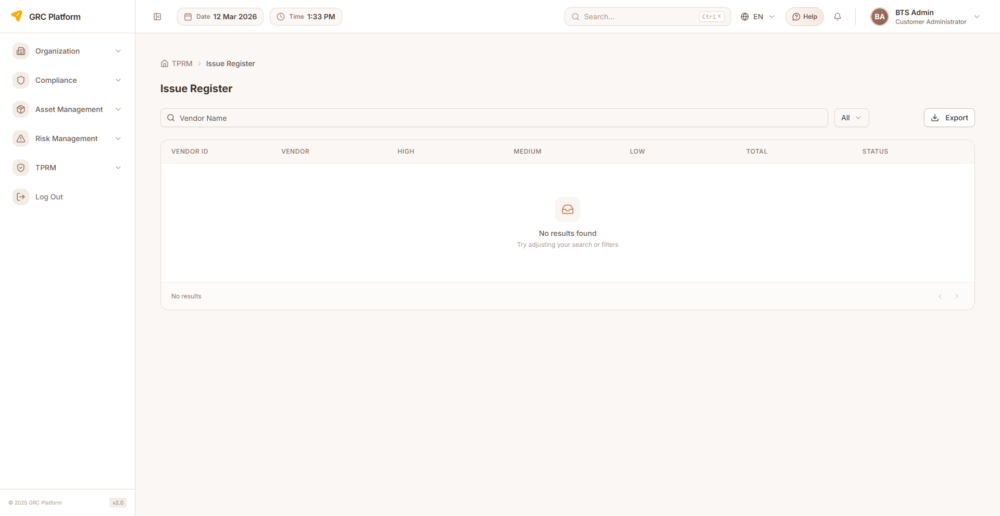 GRC Platform
Date 12 Mar 2026
Time 1:33 PM
Search...
Ctrl K
EN
Help
BA
BTS Admin
Customer Administrator
Organization
Compliance
Asset Management
Risk Management
TPRM
Log Out
TPRM > Issue Register
Issue Register
Vendor Name
All
Export
VENDOR ID VENDOR HIGH MEDIUM LOW TOTAL STATUS
No results found
Try adjusting your search or filters
No results
© 2025 GRC Platform
v2.0